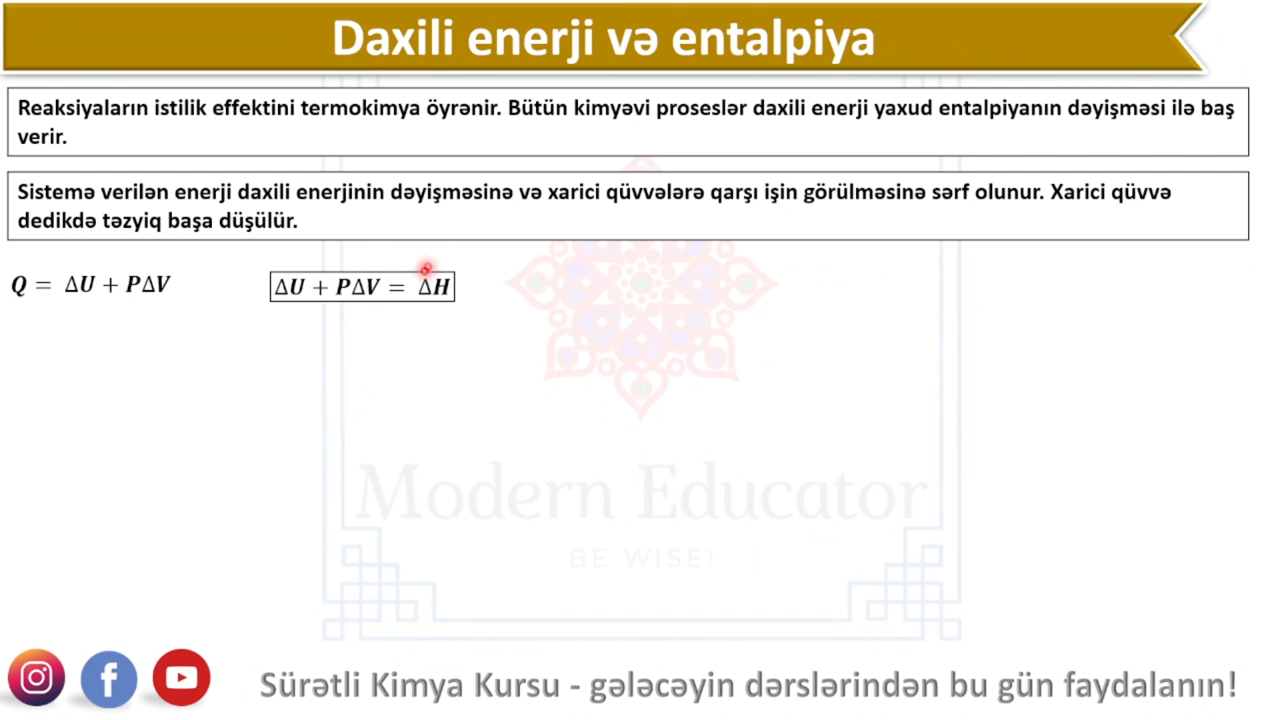 Daxili enerji və entalpiya
Reaksiyaların istilik effektini termokimya öyrənir. Bütün kimyəvi proseslər daxili enerji yaxud entalpiyanın dəyişməsi ilə baş
verir.
Sistemə verilən enerji daxili enerjinin dəyişməsinə və xarici qüvvələrə qarşı işin görülməsinə sərf olunur. Xarici qüvvə
dedikdə təzyiq başa düşülür.
Q = ΔU + PΔV
ΔU + PΔV = ΔH
Modern Educator
BE WISE!
Sürətli Kimya Kursu - gələcəyin dərslərindən bu gün faydalanın!